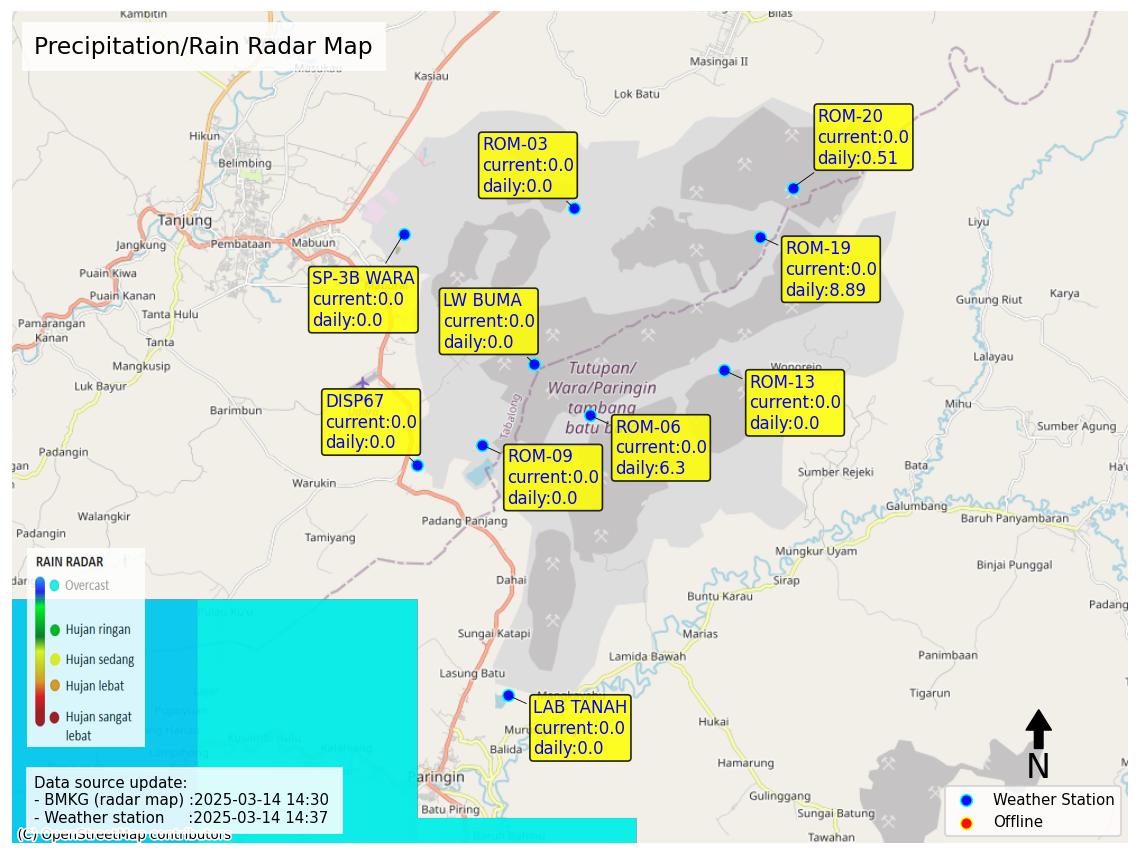 Kambitin
Bilas
Precipitation/Rain Radar Map
Masukau
Masingai II
Kasiau
Lok Batu
Hikun
Belimbing
ROM-03
current:0.0
daily:0.0
ROM-20
current:0.0
daily:0.51
Tanjung
Jangkung
Pembataan
Mabuun
Liyu
Puain Kiwa
Puain Kanan
SP-3B WARA
current:0.0
daily:0.0
ROM-19
current:0.0
daily:8.89
Tanta Hulu
LW BUMA
current:0.0
daily:0.0
Gunung Riut
Karya
Pamarangan
Kanan
Tanta
Mangkusip
Luk Bayur
Tutupan/
Wara/Paringin
tambang
batu b
Tabalong
Wonorejo
Lalayau
ROM-13
current:0.0
daily:0.0
Barimbun
DISP67
current:0.0
daily:0.0
ROM-06
current:0.0
daily:6.3
Mihu
Sumber Agung
ROM-09
current:0.0
daily:0.0
Warukin
Sumber Rejeki
Bata
Galumbang
Baruh Panyambaran
Walangkir
Padangin
Padang Panjang
Tamiyang
Mungkur Uyam
Binjai Punggal
RAIN RADAR
Overcast
Hujan ringan
Hujan sedang
Hujan lebat
Hujan sangat
lebat
Pulau Ku'u
Dahai
Sirap
Buntu Karau
Padang
Sungai Katapi
Marias
Lamida Bawah
Panimbaan
Lasung Batu
Tigarun
LAB TANAH
current:0.0
daily:0.0
Hukai
Balida
Hamarung
N
Paringin
Batu Piring
Gulinggang
Sungai Batung
Tawahan
Data source update:
- BMKG (radar map) :2025-03-14 14:30
- Weather station :2025-03-14 14:37
(C) OpenStreetMap contributors
Weather Station
Offline